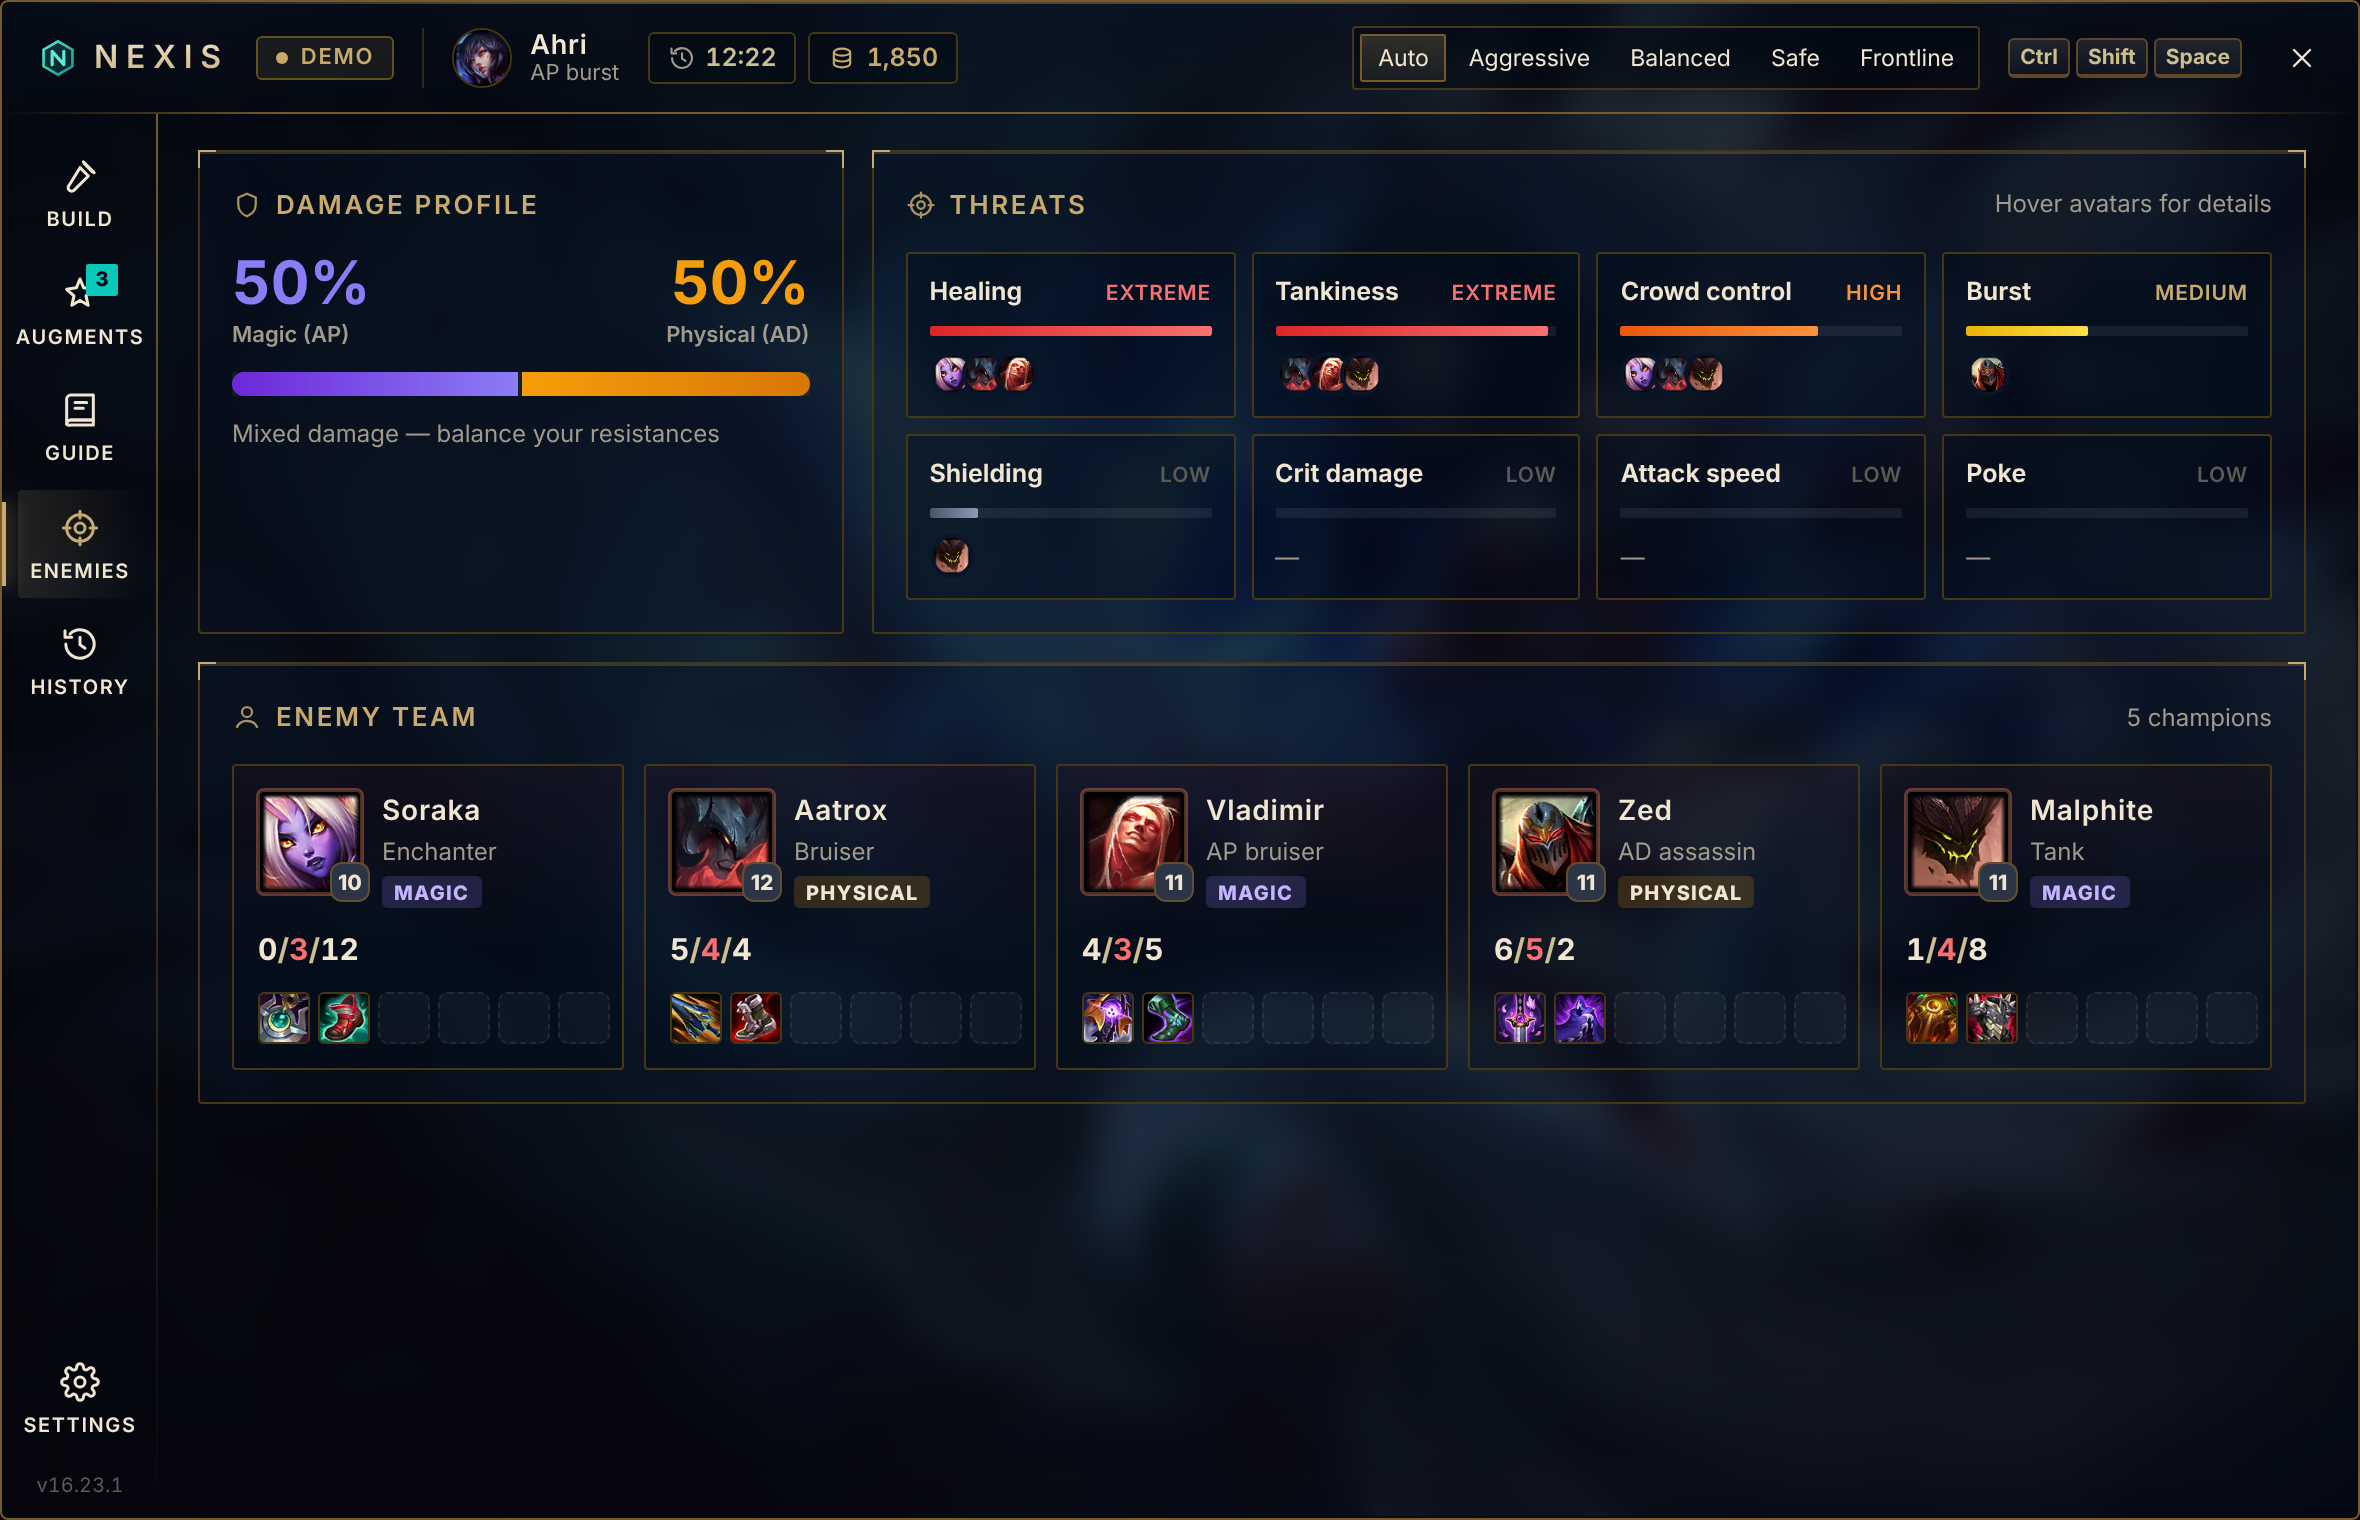 NEXIS
DEMO
Ahri
AP burst
12:22
1,850
Auto
Aggressive
Balanced
Safe
Frontline
Ctrl
Shift
Space
BUILD
3
AUGMENTS
GUIDE
ENEMIES
HISTORY
SETTINGS
v16.23.1
DAMAGE PROFILE
50%
50%
Magic (AP)
Physical (AD)
Mixed damage — balance your resistances
THREATS
Hover avatars for details
Healing
EXTREME
Tankiness
EXTREME
Crowd control
HIGH
Burst
MEDIUM
Shielding
LOW
Crit damage
LOW
—
Attack speed
LOW
—
Poke
LOW
—
ENEMY TEAM
5 champions
Soraka
Enchanter
10
MAGIC
0/3/12
Aatrox
Bruiser
12
PHYSICAL
5/4/4
Vladimir
AP bruiser
11
MAGIC
4/3/5
Zed
AD assassin
11
PHYSICAL
6/5/2
Malphite
Tank
11
MAGIC
1/4/8